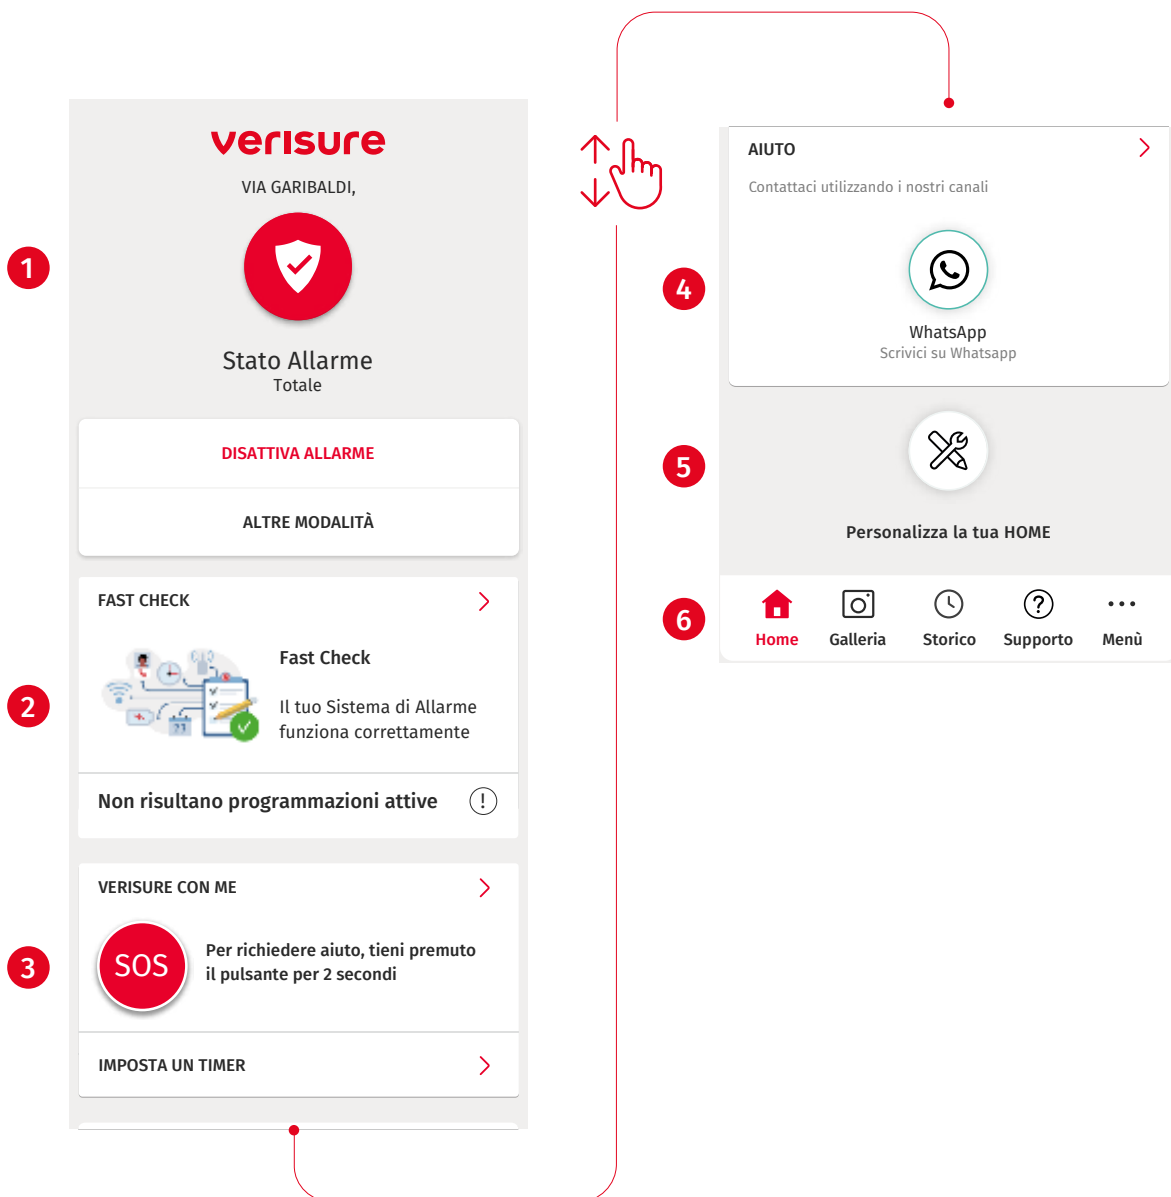 verisure
VIA GARIBALDI,
1
Stato Allarme
Totale
DISATTIVA ALLARME
ALTRE MODALITÀ
FAST CHECK
2
Fast Check
Il tuo Sistema di Allarme
funziona correttamente
Non risultano programmazioni attive
VERISURE CON ME
3
SOS
Per richiedere aiuto, tieni premuto
il pulsante per 2 secondi
IMPOSTA UN TIMER
AIUTO
Contattaci utilizzando i nostri canali
4
WhatsApp
Scrivici su Whatsapp
5
Personalizza la tua HOME
6
Home Galleria Storico Supporto Menù